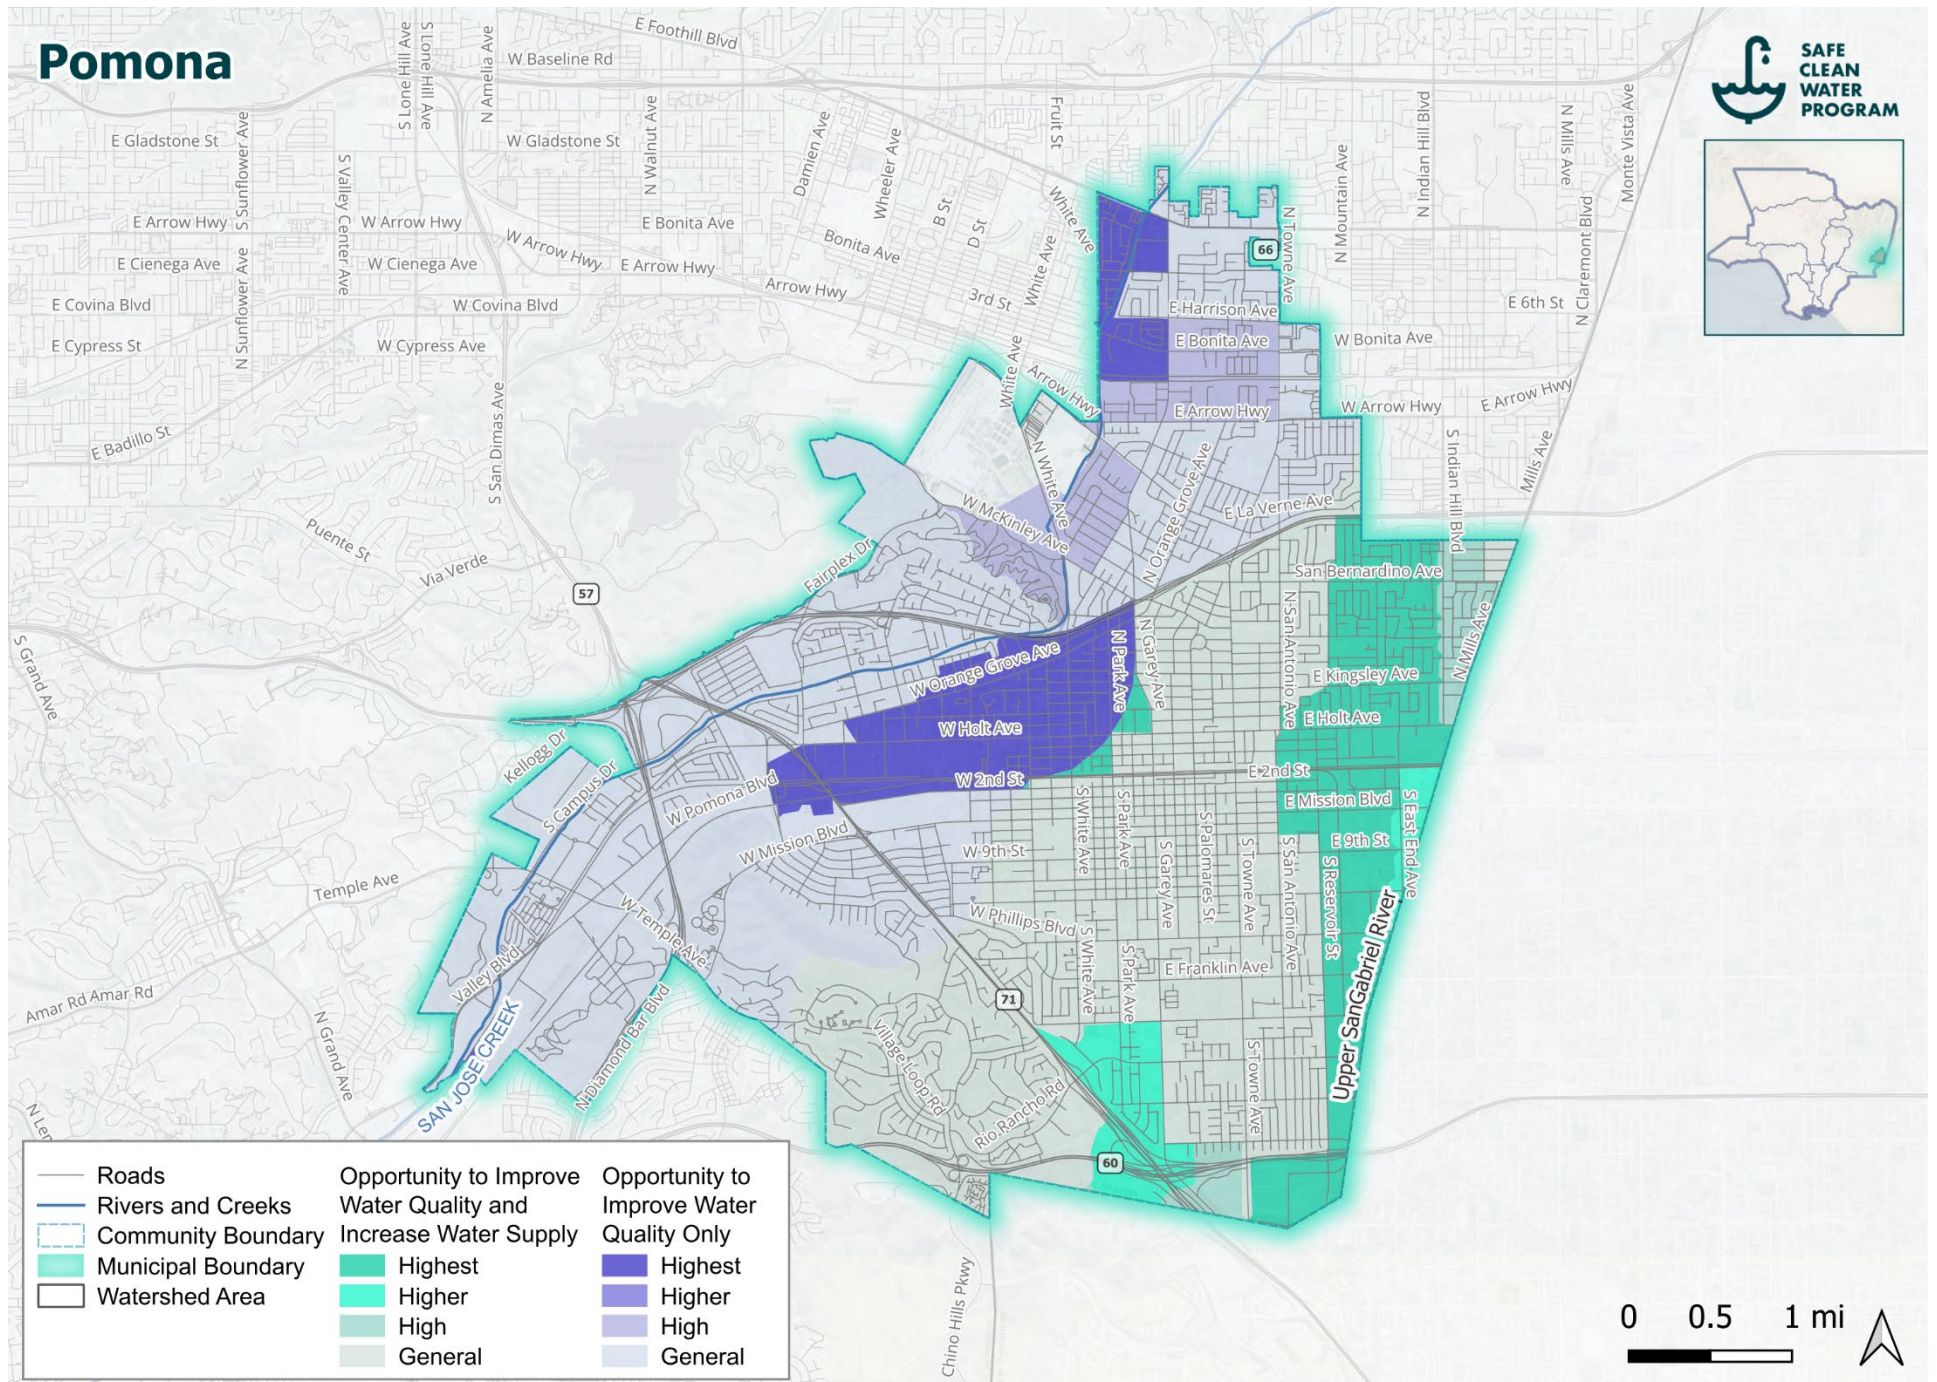 Pomona
SAFE
CLEAN
WATER
PROGRAM
E Foothill Blvd
W Baseline Rd
S Lone Hill Ave
S Lone Hill Ave
N Amelia Ave
E Gladstone St
W Gladstone St
N Sunflower Ave
S Sunflower Ave
S Valley Center Ave
N Walnut Ave
Damien Ave
Wheeler Ave
Fruit St
N Mountain Ave
N Indian Hill Blvd
N Mills Ave
Monte Vista Ave
E Arrow Hwy
W Arrow Hwy
W Arrow Hwy
E Bonita Ave
B St
D St
White Ave
White Ave
N Towne Ave
66
Bonita Ave
E Cienega Ave
W Cienega Ave
E Arrow Hwy
Arrow Hwy
3rd St
N Claremont Blvd
E Covina Blvd
W Covina Blvd
E Harrison Ave
E 6th St
E Cypress St
W Cypress Ave
E Bonita Ave
W Bonita Ave
N Sunflower Ave
White Ave
Arrow Hwy
E Arrow Hwy
W Arrow Hwy
E Arrow Hwy
S San Dimas Ave
E Badillo St
N White Ave
N Orange Grove Ave
S Indian Hill Blvd
Mills Ave
W McKinley Ave
E La Verne Ave
Puente St
Via Verde
Fairplex Dr
San Bernardino Ave
57
N San Antonio Ave
N Mills Ave
S Grand Ave
W Orange Grove Ave
N Park Ave
N Garey Ave
E Kingsley Ave
W Holt Ave
E Holt Ave
Kellogg Dr
W 2nd St
E 2nd St
S Campus Dr
W Pomona Blvd
E Mission Blvd
W Mission Blvd
W 9th St
S White Ave
S Park Ave
S Garey Ave
S Palomares St
S Towne Ave
S San Antonio Ave
E 9th St
S Reservoir St
S East End Ave
Temple Ave
W Temple Ave
W Phillips Blvd
S White Ave
S Park Ave
E Franklin Ave
Upper SanGabriel River
Valley Blvd
Amar Rd Amar Rd
N Grand Ave
71
SAN JOSE CREEK
N Diamond Bar Blvd
Village Loop Rd
Rio Rancho Rd
S Towne Ave
60
Chino Hills Pkwy
Roads
Rivers and Creeks
Community Boundary
Municipal Boundary
Watershed Area
Opportunity to Improve
Water Quality and
Increase Water Supply
Highest
Higher
High
General
Opportunity to
Improve Water
Quality Only
Highest
Higher
High
General
0 0.5 1 mi